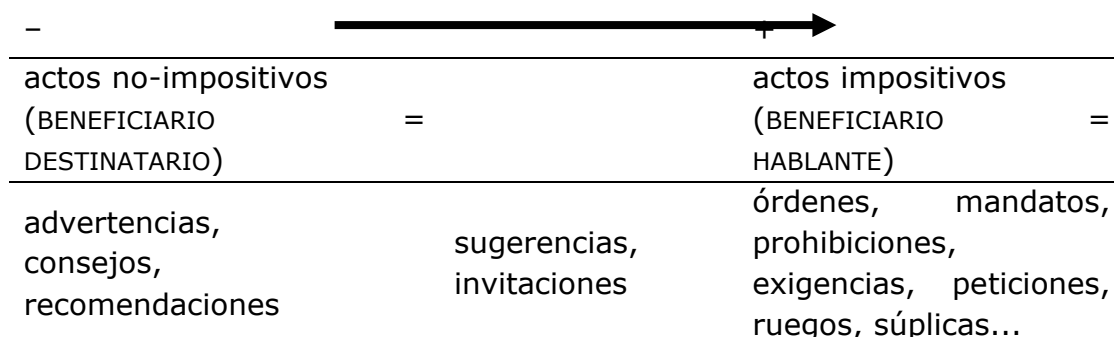 – +
actos no-impositivos
(BENEFICIARIO =
DESTINATARIO)
actos impositivos
(BENEFICIARIO =
HABLANTE)
advertencias,
consejos,
recomendaciones
sugerencias,
invitaciones
órdenes, mandatos,
prohibiciones,
exigencias, peticiones,
ruegos, súplicas...